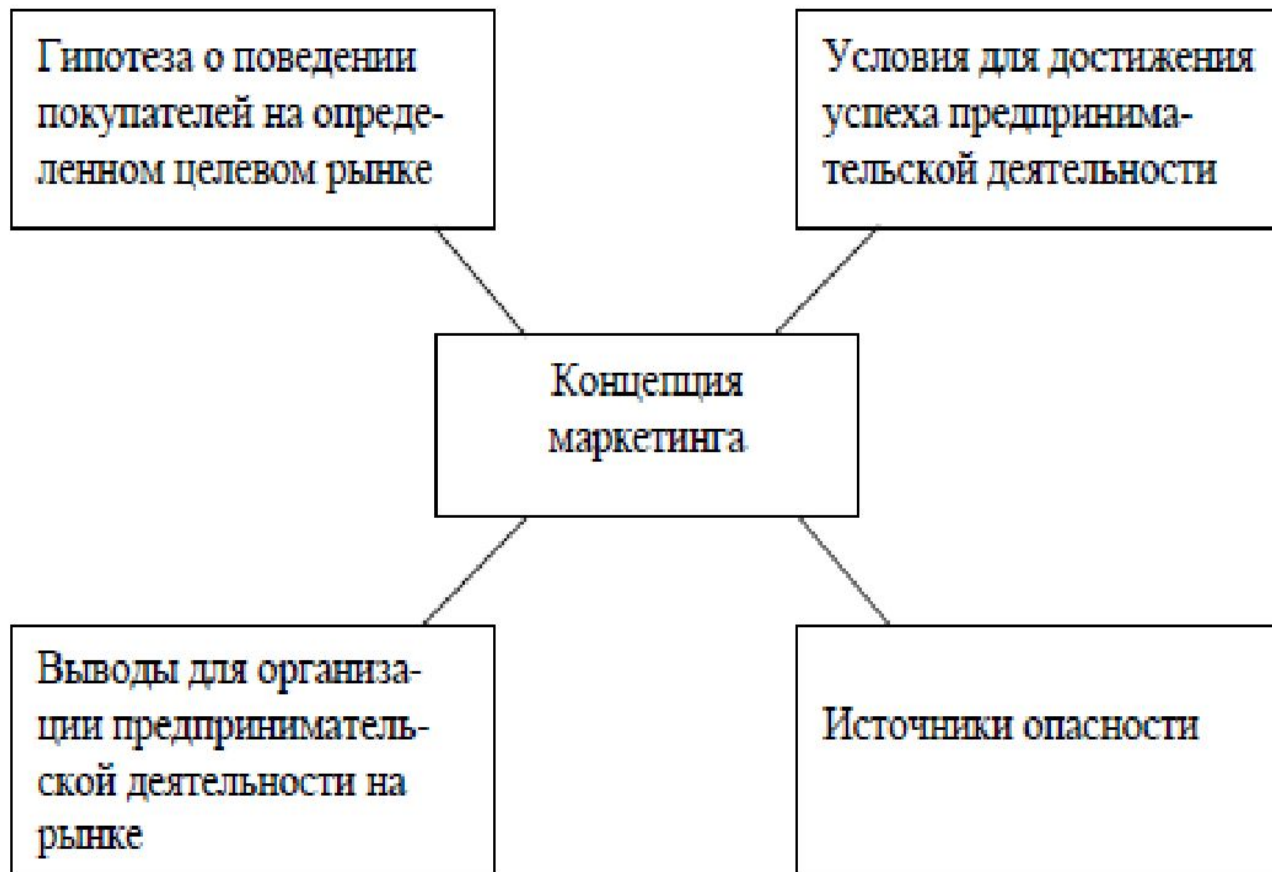 Гипотеза о поведении
покупателей на опреде-
ленном целевом рынке
Условия для достижения
успеха предпринима-
тельской деятельности
Концепция
маркетинга
Выводы для организа-
ции предприниматель-
ской деятельности на
рынке
Источники опасности